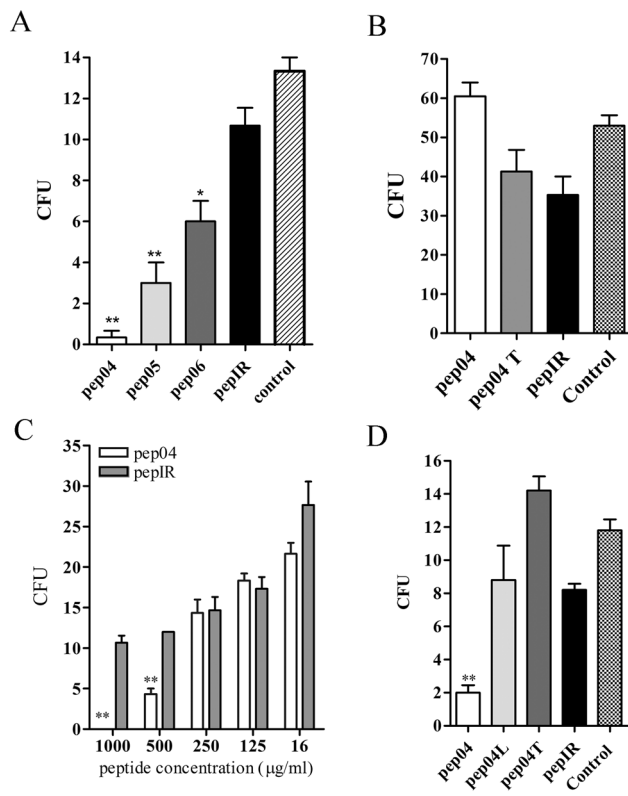 A
CFU
14
12
10
8
6
4
2
0
**
**
*
pep04
pep05
pep06
pepIR
control
B
CFU
70
60
50
40
30
20
10
0
pep04
pep04 T
pepIR
Control
C
pep04
pepIR
CFU
35
30
25
20
15
10
5
0
**
**
1000 500 250 125 16
peptide concentration (µg/ml)
D
CFU
16
14
12
10
8
6
4
2
0
**
pep04
pep04L
pep04T
pepIR
Control